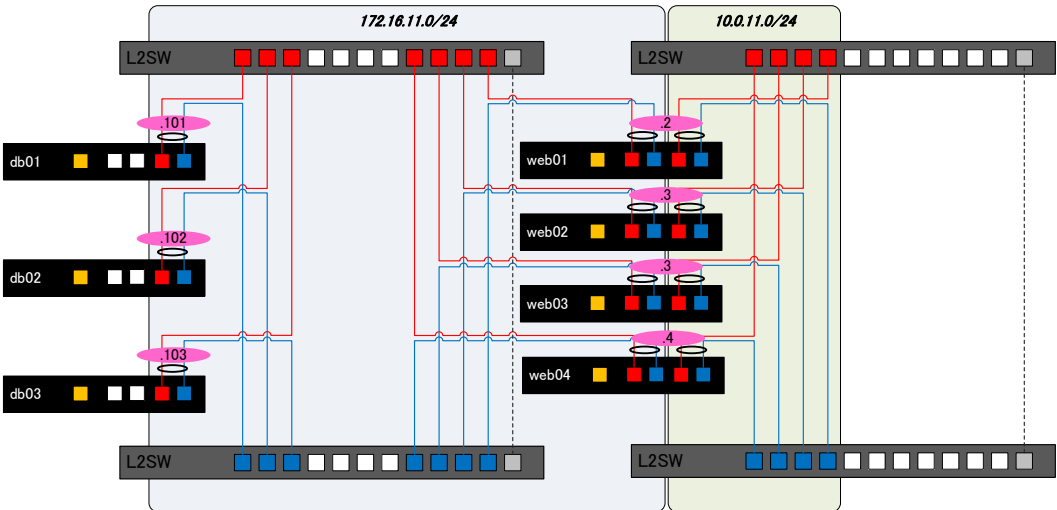 172.16.11.0/24
10.0.11.0/24
L2SW
L2SW
.101
.2
db01
web01
.3
web02
.102
db02
.3
web03
.4
.103
web04
db03
L2SW
L2SW